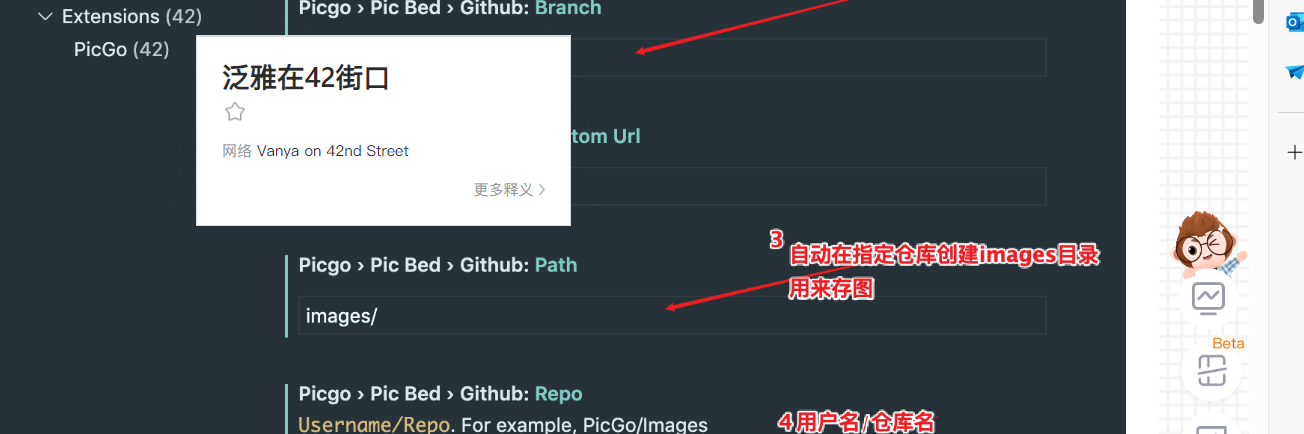 Extensions (42)
PicGo (42)
Picgo › Pic Bed › Github: Branch
泛雅在42街口
网络 Vanya on 42nd Street
更多释义
tom Url
Picgo › Pic Bed › Github: Path
images/
3
自动在指定仓库创建images目录
用来存图
Picgo › Pic Bed › Github: Repo
Username/Repo. For example, PicGo/Images
4 用户名/仓库名
Beta